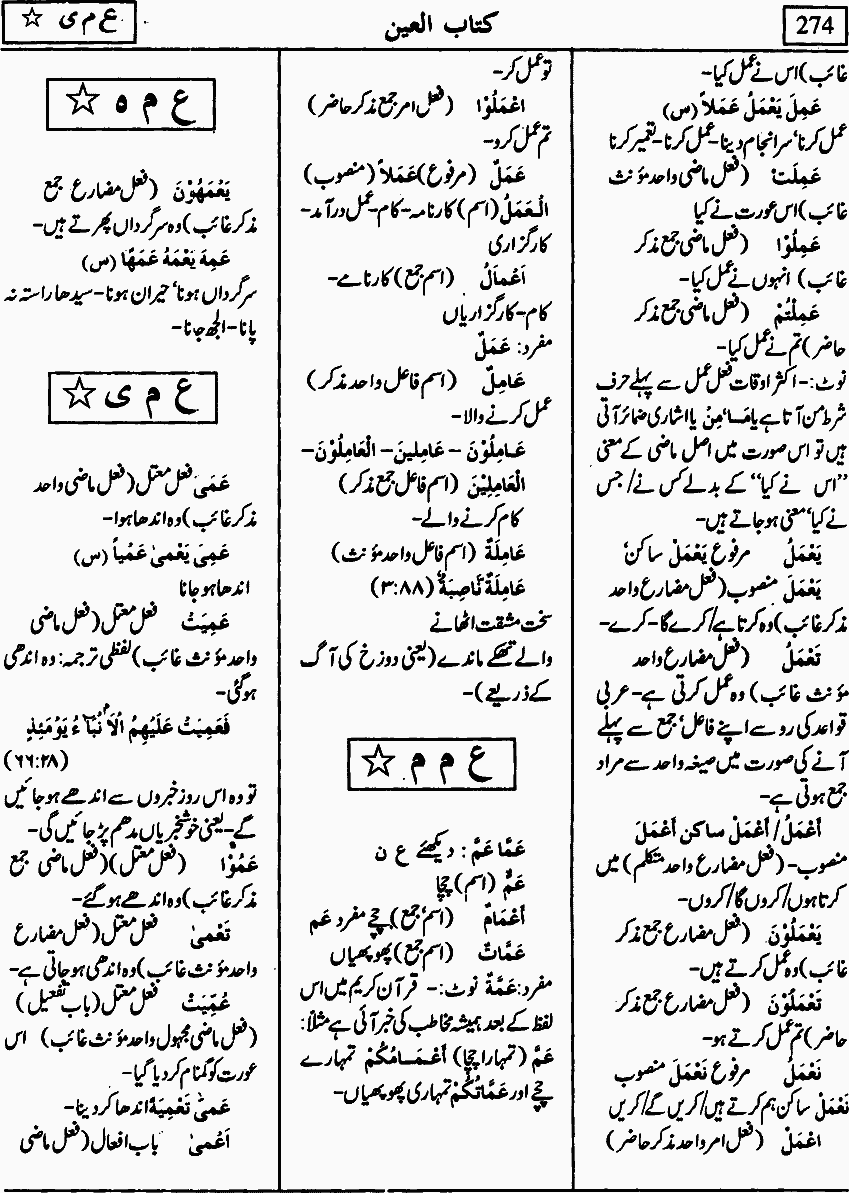 274
کتاب العین
ع م ی ☆
غائب) اس نے عمل کیا-
عَمِلَ یَعْمَلُ عَمَلاً (س)
عمل کرنا' سرانجام دینا- عمل کرنا- تعمیر کرنا
عَمِلَتْ (فعل ماضی واحد مؤنث
غائب) اس عورت نے کیا
عَمِلُوْا (فعل ماضی جمع مذکر
غائب) انہوں نے عمل کیا-
عَمِلْتُمْ (فعل ماضی جمع مذکر
حاضر) تم نے عمل کیا-
نوٹ:- اکثر اوقات فعل عمل سے پہلے حرف
شرط من آتا ہے یا مَا' مِنْ یا اشاری ضمائر آتی
ہیں تو اس صورت میں اصل ماضی کے معنی
"اس نے کیا" کے بدلے کس نے/ جس
نے کیا' معنی ہو جاتے ہیں-
یَعْمَلُ مرفوع یَعْمَلْ ساکن'
یَعْمَلَ منصوب (فعل مضارع واحد
مذکر غائب) وہ کرتا ہے/ کرے گا- کرے-
تَعْمَلُ (فعل مضارع واحد
مؤنث غائب) وہ عمل کرتی ہے- عربی
قواعد کی رو سے اپنے فاعل' جمع سے پہلے
آنے کی صورت میں صیغہ واحد سے مراد
جمع ہوتی ہے-
أَعْمَلُ/ أَعْمَلْ ساکن أَعْمَلَ
منصوب- (فعل مضارع واحد متکلم) میں
کرتا ہوں/ کروں گا/ کروں-
یَعْمَلُوْنَ (فعل مضارع جمع مذکر
غائب) وہ عمل کرتے ہیں-
تَعْمَلُوْنَ (فعل مضارع جمع مذکر
حاضر) تم عمل کرتے ہو-
نَعْمَلُ مرفوع نَعْمَلَ منصوب
نَعْمَلْ ساکن ہم کرتے ہیں/ کریں گے/ کریں
اعْمَلْ (فعل امر واحد مذکر حاضر)
تو عمل کر-
اعْمَلُوْا (فعل امر جمع مذکر حاضر)
تم عمل کرو-
عَمَلٌ (مرفوع) عَمَلاً (منصوب)
الْعَمَلُ (اسم) کارنامہ- کام- عمل درآمد-
کارگزاری
أَعْمَالُ (اسم جمع) کارنامے-
کام- کارگزاریاں
مفرد: عَمَلٌ
عَامِلٌ (اسم فاعل واحد مذکر)
عمل کرنے والا-
عَامِلُوْنَ - عَامِلِینَ- الْعَامِلُوْنَ-
الْعَامِلِیْنَ (اسم فاعل جمع مذکر)
کام کرنے والے-
عَامِلَةٌ (اسم فاعل واحد مؤنث)
عَامِلَةٌ نَّاصِبَةٌ (٣:٨٨)
سخت مشقت اٹھانے
والے تھکے ماندے (یعنی دوزخ کی آگ
کے ذریعے)-
ع م م ☆
عَمَّا عَمَّ: دیکھئے ع ن
عَمٌّ (اسم) چچا
أَعْمَامٌ (اسم' جمع) چچے مفرد عَم
عَمَّاتٌ (اسم جمع) پھوپھیاں
مفرد: عَمَّةٌ نوٹ:- قرآن کریم میں اس
لفظ کے بعد ہمیشہ مخاطب کی خبر آئی ہے مثلاً:
عَمَّ (تمہارا چچا) أَعْمَامُكُمْ تمہارے
چچے اور عَمَّاتُكُمْ تمہاری پھوپھیاں-
ع م ہ ☆
یَعْمَهُوْنَ (فعل مضارع جمع
مذکر غائب) وہ سرگرداں پھرتے ہیں-
عَمِهَ یَعْمَهُ عَمَهًا (س)
سرگرداں ہونا' حیران ہونا- سیدھا راستہ نہ
پانا- الجھ جانا-
ع م ی ☆
عَمَیَ فعل معتل (فعل ماضی واحد
مذکر غائب) وہ اندھا ہوا-
عَمِیَ یَعْمیٰ عَمْیاً (س)
اندھا ہو جانا
عَمِیَتْ فعل معتل (فعل ماضی
واحد مؤنث غائب) لفظی ترجمہ: وہ اندھی
ہو گئی-
فَعَمِیَتْ عَلَیْهِمُ الْاَنْۢبَآءُ یَوْمَئِذٍ
(٦٦:٢٨)
تو وہ اس روز خبروں سے اندھے ہو جائیں
گے- یعنی خوشخبریاں مدھم پڑ جائیں گی-
عَمُوْا (فعل معتل) (فعل ماضی جمع
مذکر غائب) وہ اندھے ہو گئے-
تَعْمیٰ فعل معتل (فعل مضارع
واحد مؤنث غائب) وہ اندھی ہو جاتی ہے-
عُمِّیَتْ فعل معتل (باب تفعیل)
(فعل ماضی مجہول واحد مؤنث غائب) اس
عورت کو گمنام کر دیا گیا-
عَمیّٰ تَعْمِیَة اندھا کر دینا-
أَعْمیٰ باب افعال (فعل ماضی